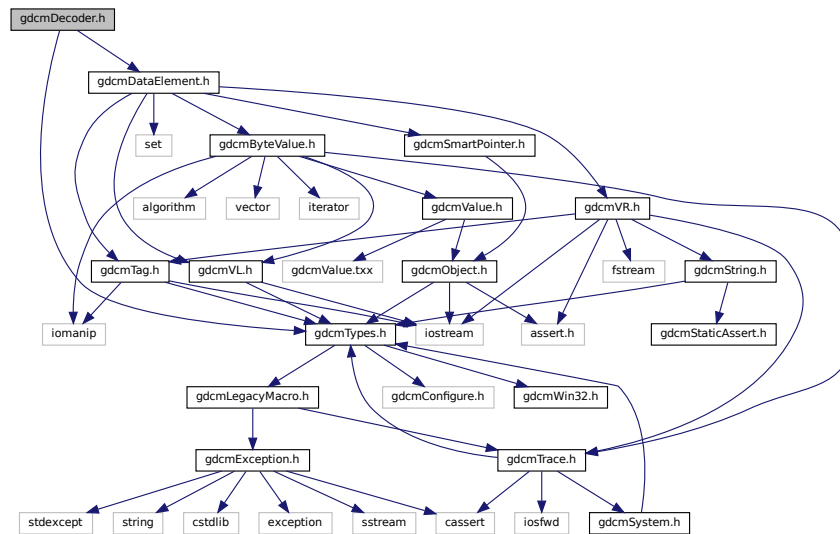 gdcmDecoder.h
gdcmDataElement.h
set
gdcmByteValue.h
gdcmSmartPointer.h
algorithm
vector
iterator
gdcmValue.h
gdcmVR.h
gdcmTag.h
gdcmVL.h
gdcmValue.txx
gdcmObject.h
fstream
gdcmString.h
iomanip
gdcmTypes.h
iostream
assert.h
gdcmStaticAssert.h
gdcmLegacyMacro.h
gdcmConfigure.h
gdcmWin32.h
gdcmException.h
gdcmTrace.h
stdexcept
string
cstdlib
exception
sstream
cassert
iosfwd
gdcmSystem.h